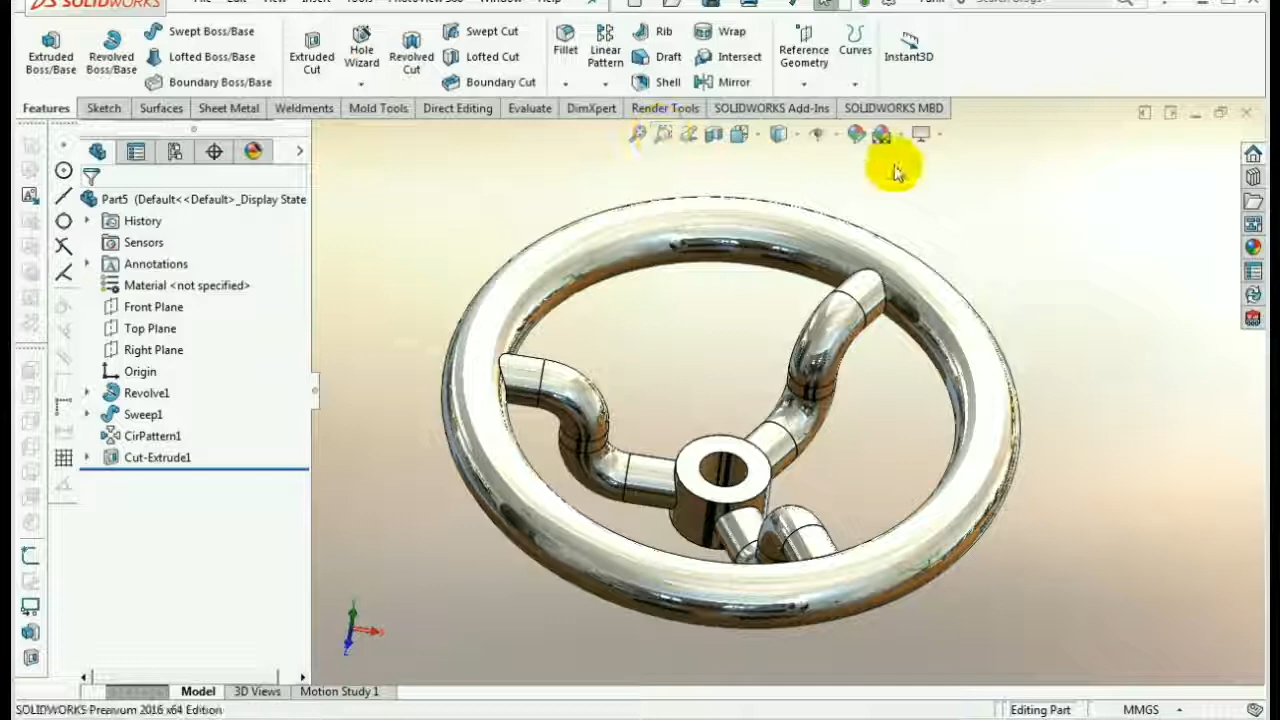 SOLIDWORKS
Extruded Boss/Base
Revolved Boss/Base
Swept Boss/Base
Lofted Boss/Base
Boundary Boss/Base
Extruded Cut
Hole Wizard
Revolved Cut
Swept Cut
Lofted Cut
Boundary Cut
Fillet
Linear Pattern
Rib
Draft
Shell
Wrap
Intersect
Mirror
Reference Geometry
Curves
Instant3D
Features Sketch Surfaces Sheet Metal Weldments Mold Tools Direct Editing Evaluate DimXpert Render Tools SOLIDWORKS Add-Ins SOLIDWORKS MBD
Part5 (Default<<Default>_Display State
History
Sensors
Annotations
Material <not specified>
Front Plane
Top Plane
Right Plane
Origin
Revolve1
Sweep1
CirPattern1
Cut-Extrude1
Model 3D Views Motion Study 1
SOLIDWORKS Premium 2016 x64 Edition
Editing Part
MMGS